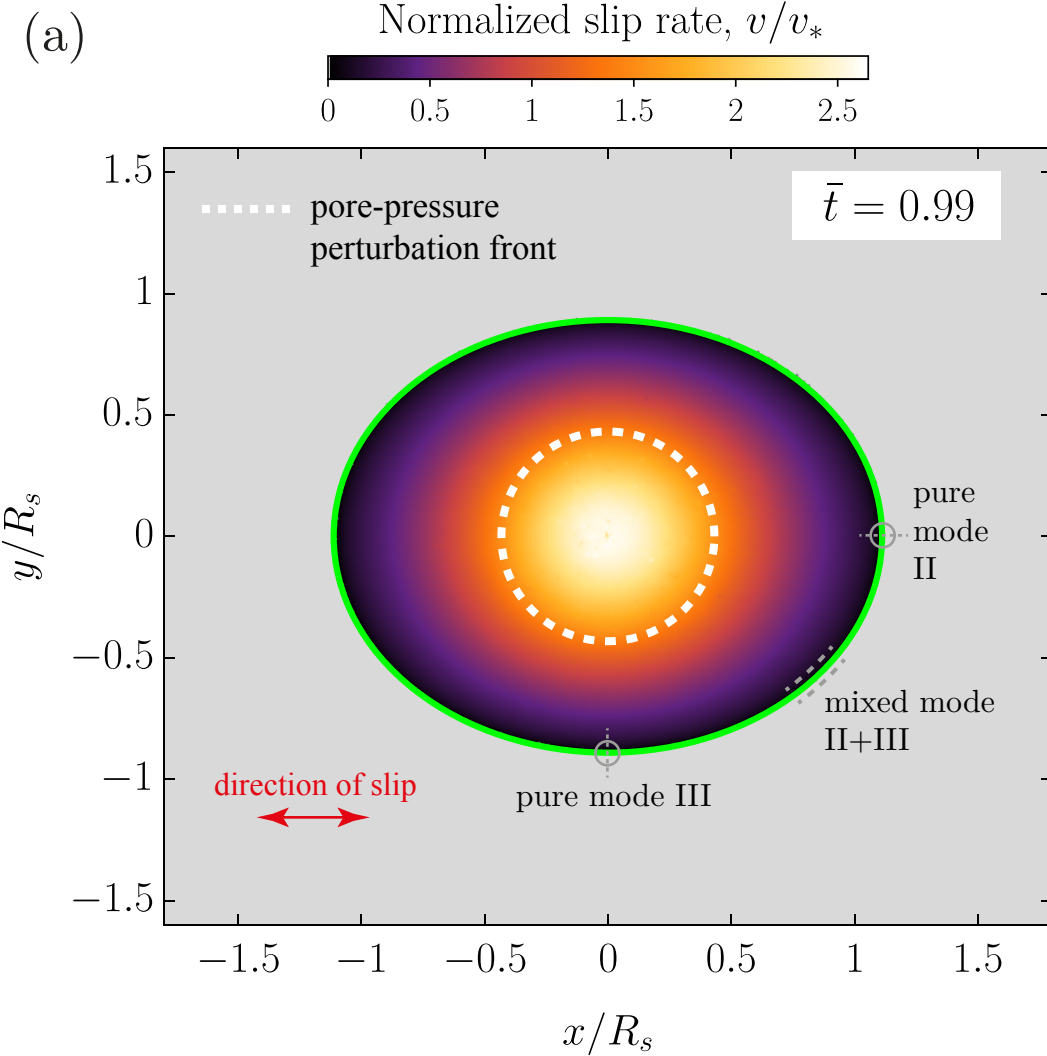 (a)
Normalized slip rate, v/v∗
0 0.5 1 1.5 2 2.5
pore-pressure
perturbation front
t̄ = 0.99
1.5
1
0.5
0
−0.5
−1
−1.5
y/Rₛ
pure
mode
II
mixed mode
II+III
pure mode III
direction of slip
−1.5 −1 −0.5 0 0.5 1 1.5
x/Rₛ